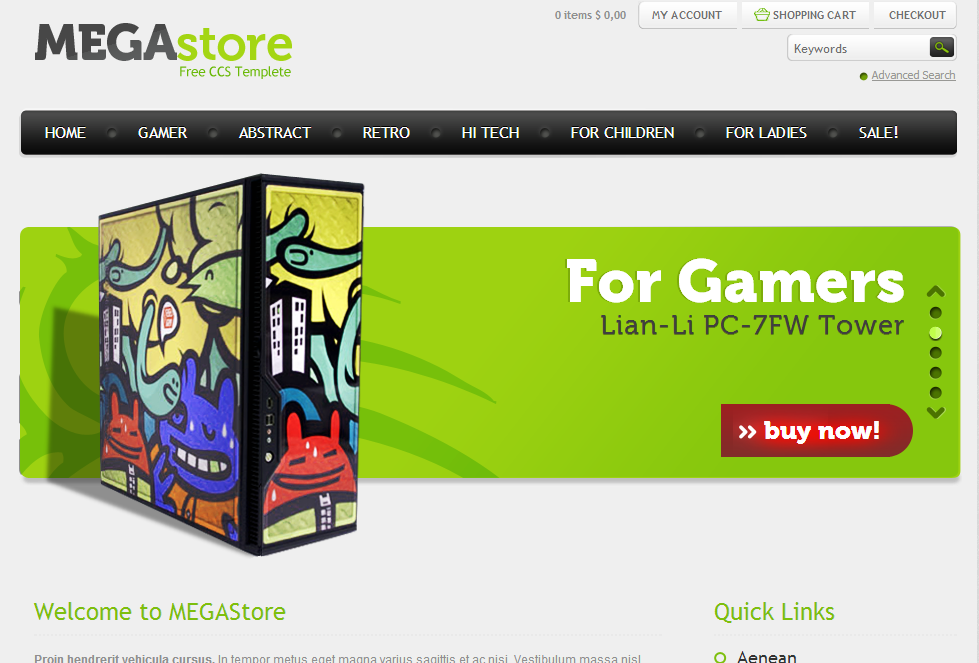 0 items $ 0,00
MY ACCOUNT
SHOPPING CART
CHECKOUT
MEGAstore
Free CCS Templete
Keywords
Advanced Search
HOME
GAMER
ABSTRACT
RETRO
HI TECH
FOR CHILDREN
FOR LADIES
SALE!
For Gamers
Lian-Li PC-7FW Tower
» buy now!
Welcome to MEGAStore
Quick Links
Proin hendrerit vehicula cursus. In tempor metus eget magna varius sagittis et ac nisi. Vestibulum massa nisl
Aenean